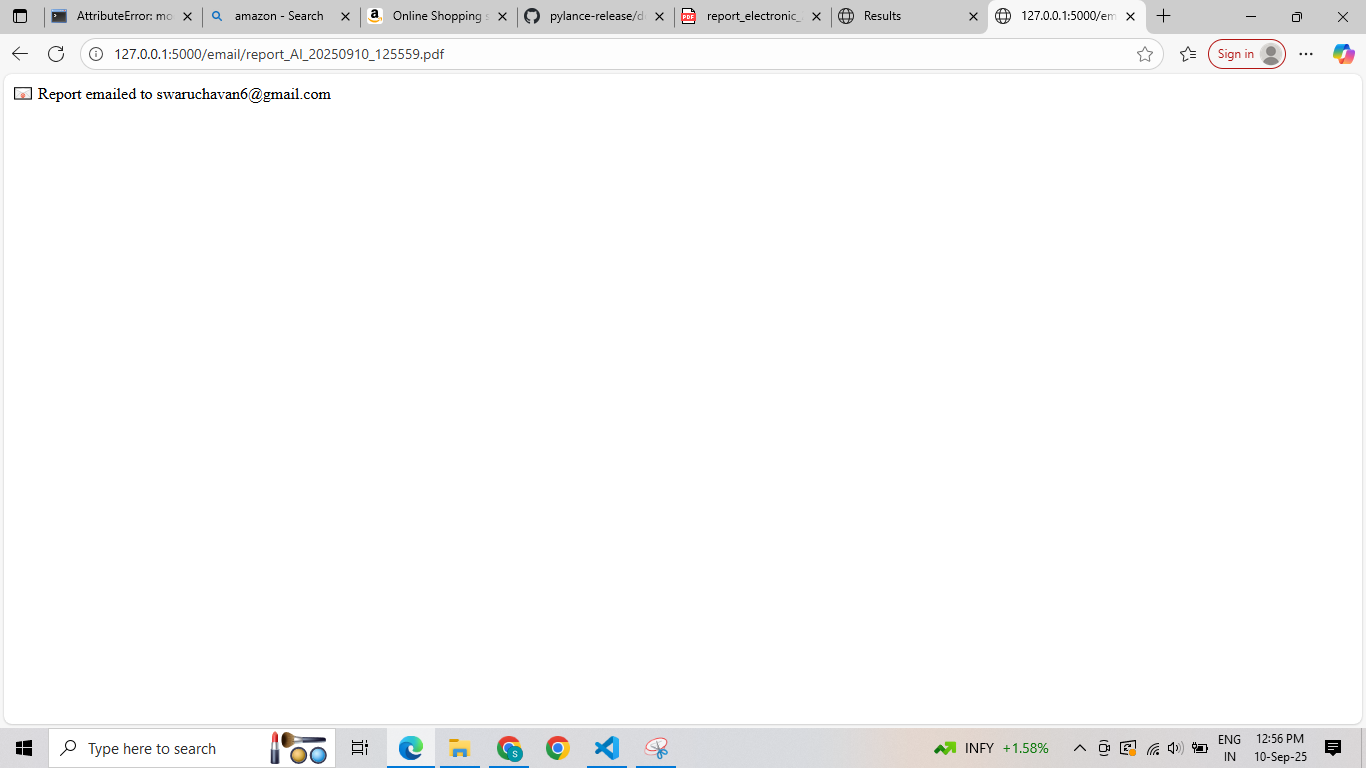 AttributeError: mo
amazon - Search
Online Shopping s
pylance-release/d
report_electronic_
Results
127.0.0.1:5000/em
127.0.0.1:5000/email/report_AI_20250910_125559.pdf
Sign in
Report emailed to swaruchavan6@gmail.com
Type here to search
INFY +1.58%
ENG
IN
12:56 PM
10-Sep-25